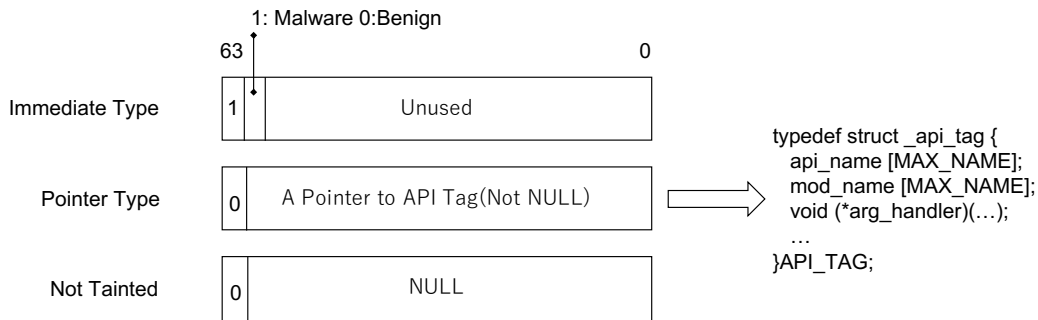 1: Malware 0:Benign
63 0
Immediate Type 1 Unused
Pointer Type 0 A Pointer to API Tag(Not NULL)
Not Tainted 0 NULL
typedef struct _api_tag {
api_name [MAX_NAME];
mod_name [MAX_NAME];
void (*arg_handler)(…);
…
}API_TAG;